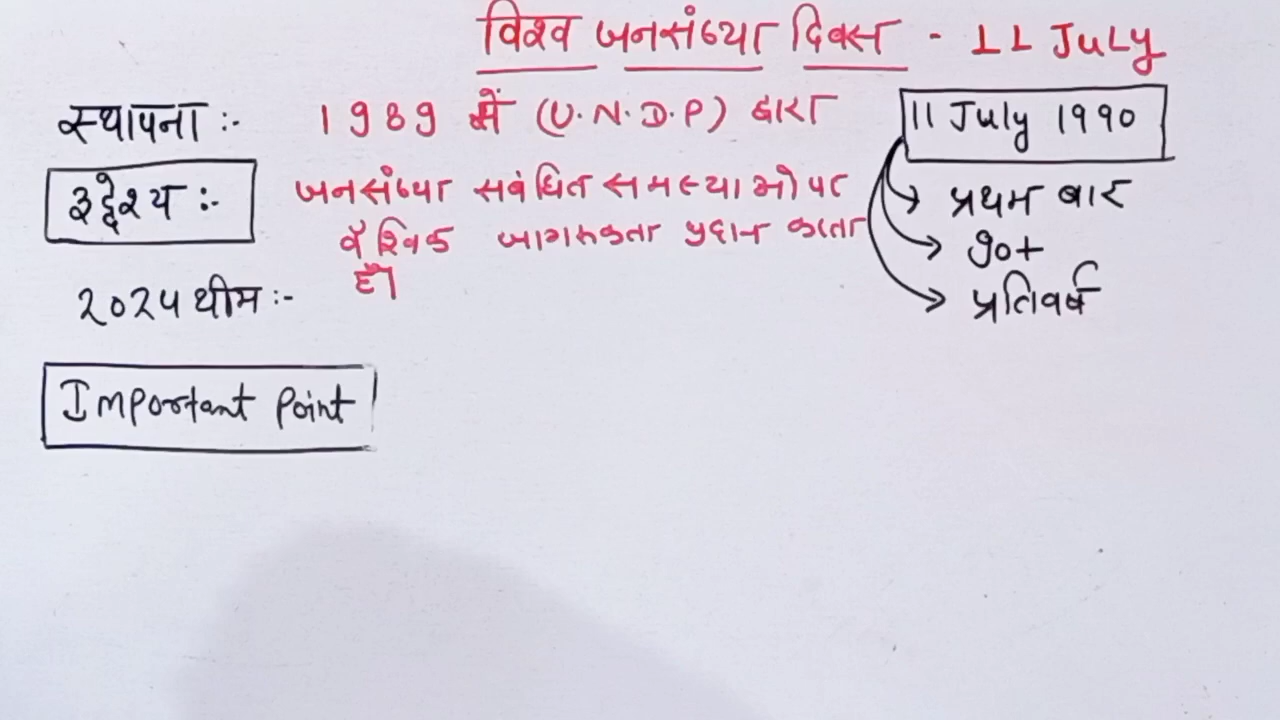 विश्व जनसंख्या दिवस - 11 July
स्थापना :- 1989 में (U.N.D.P) द्वारा
11 July 1990
उद्देश्य :- जनसंख्या सबंधित समस्याओ पर
वैश्विक जागरूकता प्रदान करता
है।
प्रथम बार
90+
प्रतिवर्ष
2024 थीम :-
Important Point